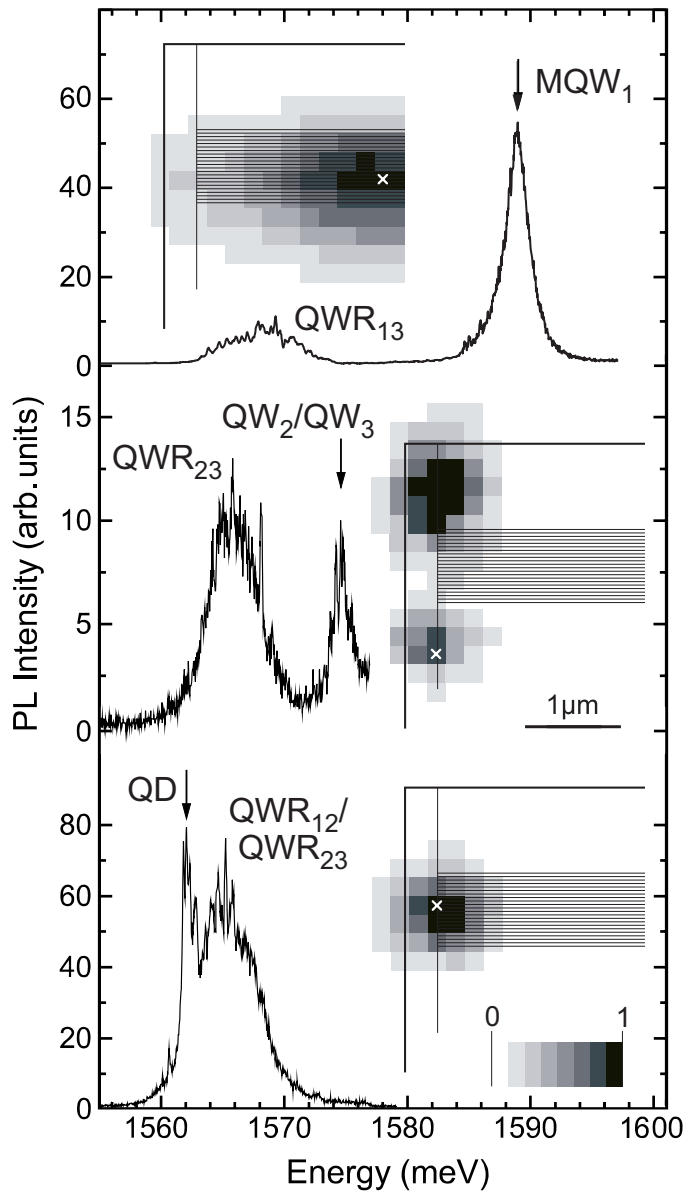 MQW1
60
40
20
0
QWR13
PL Intensity (arb. units)
QW2/QW3
QWR23
15
10
5
0
1µm
QD
QWR12/
QWR23
80
60
40
20
0
0 1
1560 1570 1580 1590 1600
Energy (meV)